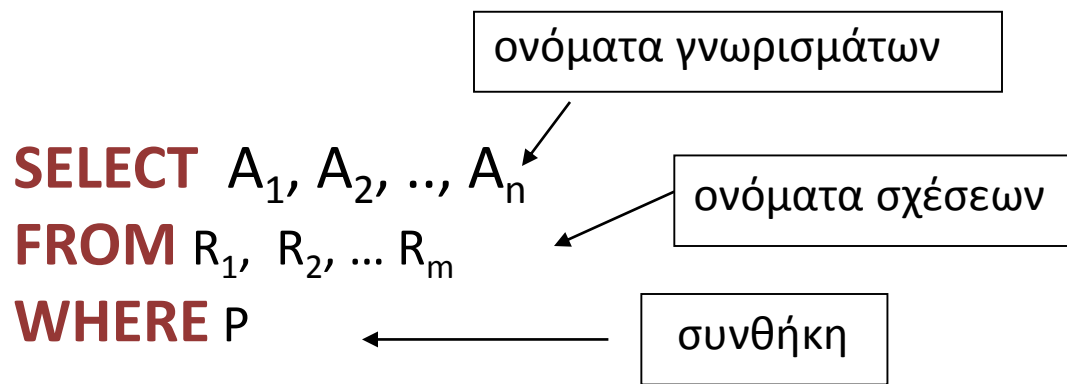 ονόματα γνωρισμάτων
SELECT A₁, A₂, .., Aₙ
ονόματα σχέσεων
FROM R₁, R₂, … Rₘ
WHERE P
συνθήκη